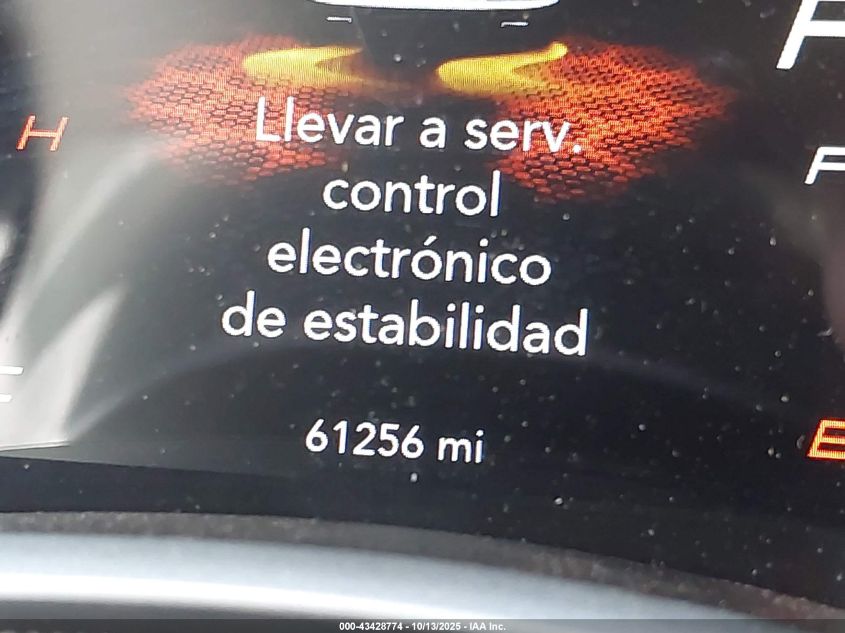 F
H
Llevar a serv.
F
control
electrónico
de estabilidad
61256 mi
E
000-43428774 - 10/13/2025 - IAA Inc.